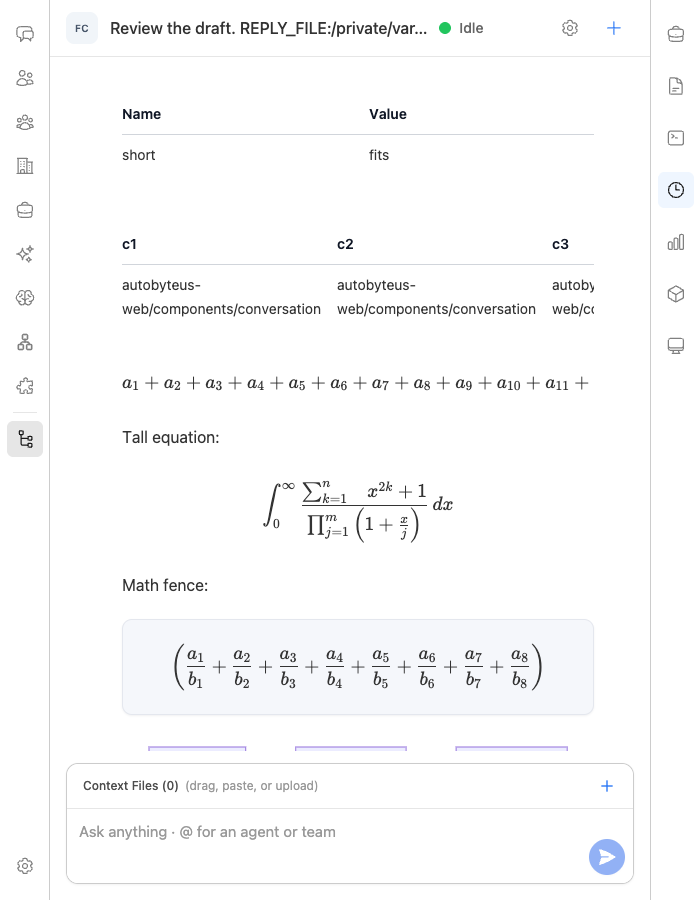 FC
Review the draft. REPLY_FILE:/private/var...
Idle
Name Value
short fits
c1 c2 c3
autobyteus- autobyteus- autoby
web/components/conversation web/components/conversation web/cc
a₁ + a₂ + a₃ + a₄ + a₅ + a₆ + a₇ + a₈ + a₉ + a₁₀ + a₁₁ +
Tall equation:
∫₀^∞ (∑_{k=1}^n x^{2k} + 1) / (∏_{j=1}^m (1 + x/j)) dx
Math fence:
(a₁/b₁ + a₂/b₂ + a₃/b₃ + a₄/b₄ + a₅/b₅ + a₆/b₆ + a₇/b₇ + a₈/b₈)
Context Files (0) (drag, paste, or upload)
Ask anything · @ for an agent or team